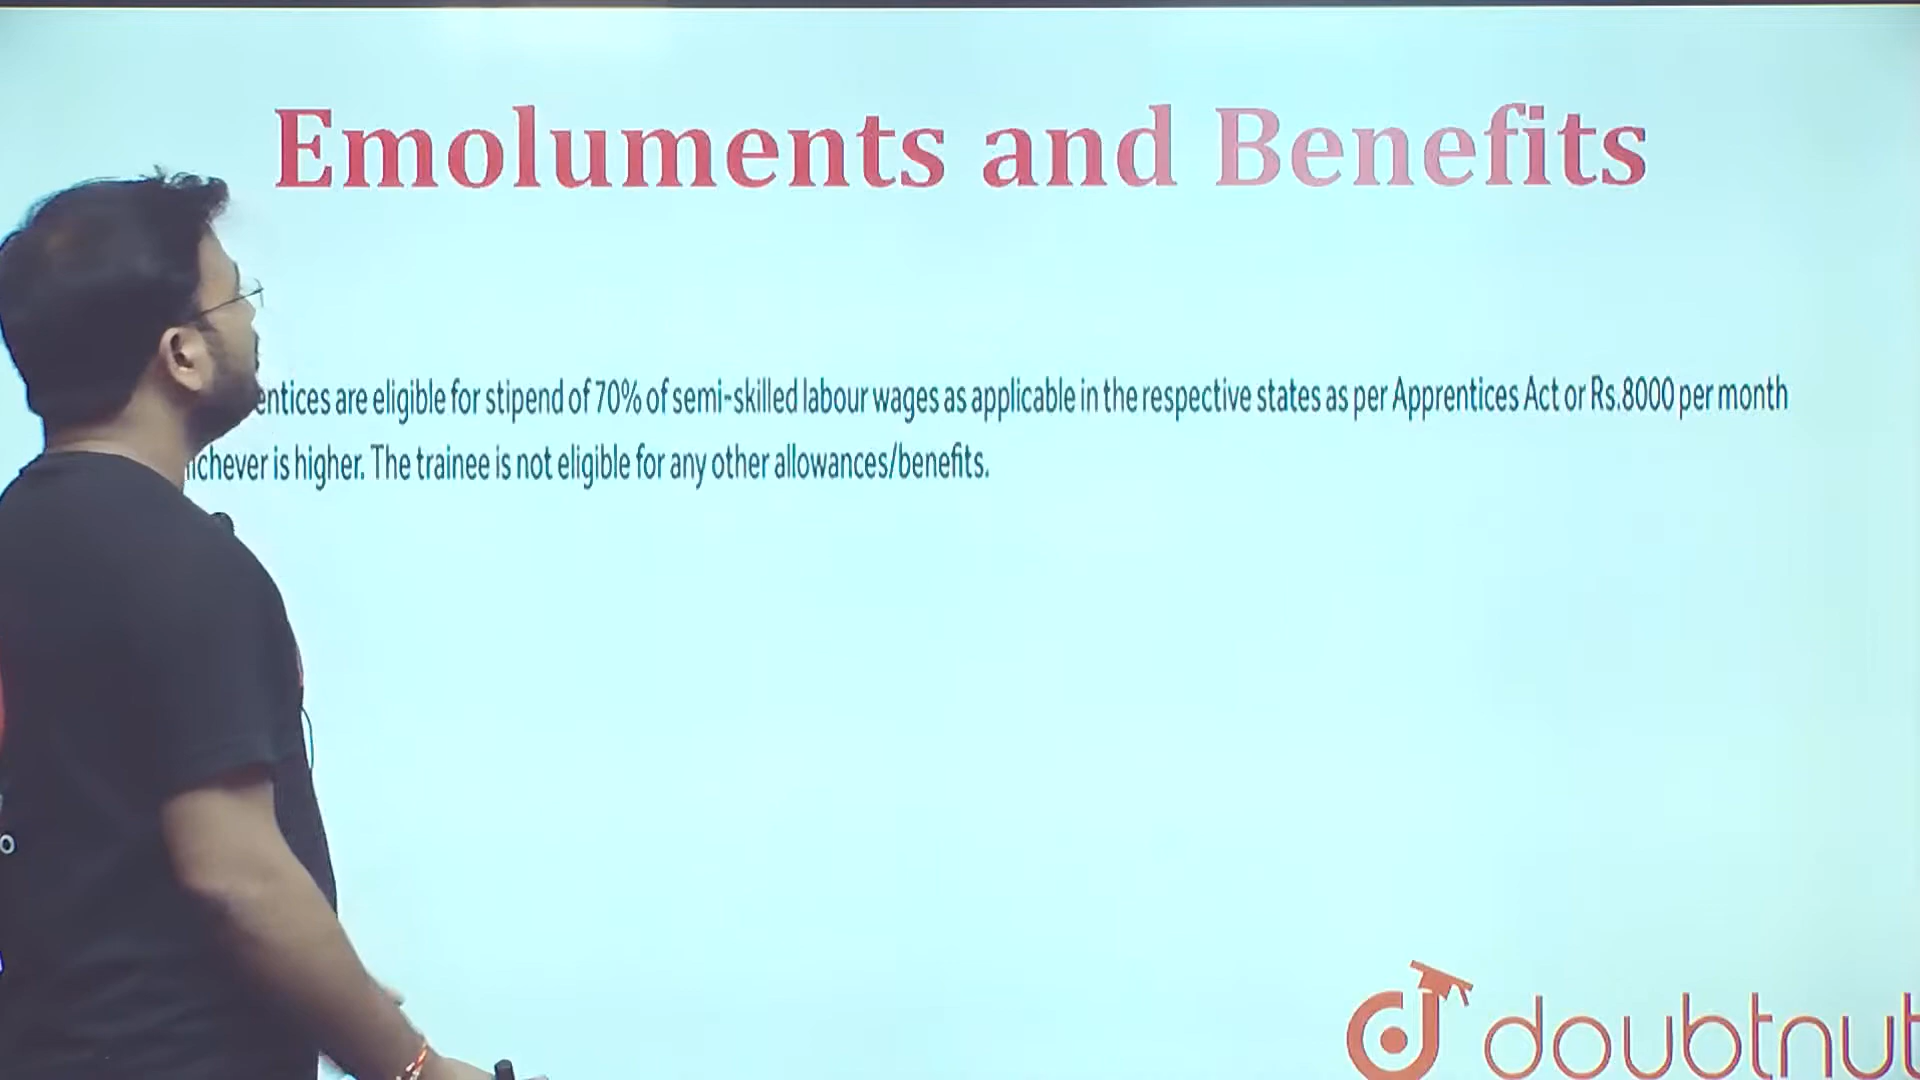 Emoluments and Benefits
are eligible for stipend of 70% of semi-skilled labour wages as applicable in the respective states as per Apprentices Act or Rs.8000 per month
is higher. The trainee is not eligible for any other allowances/benefits.
doubtnut